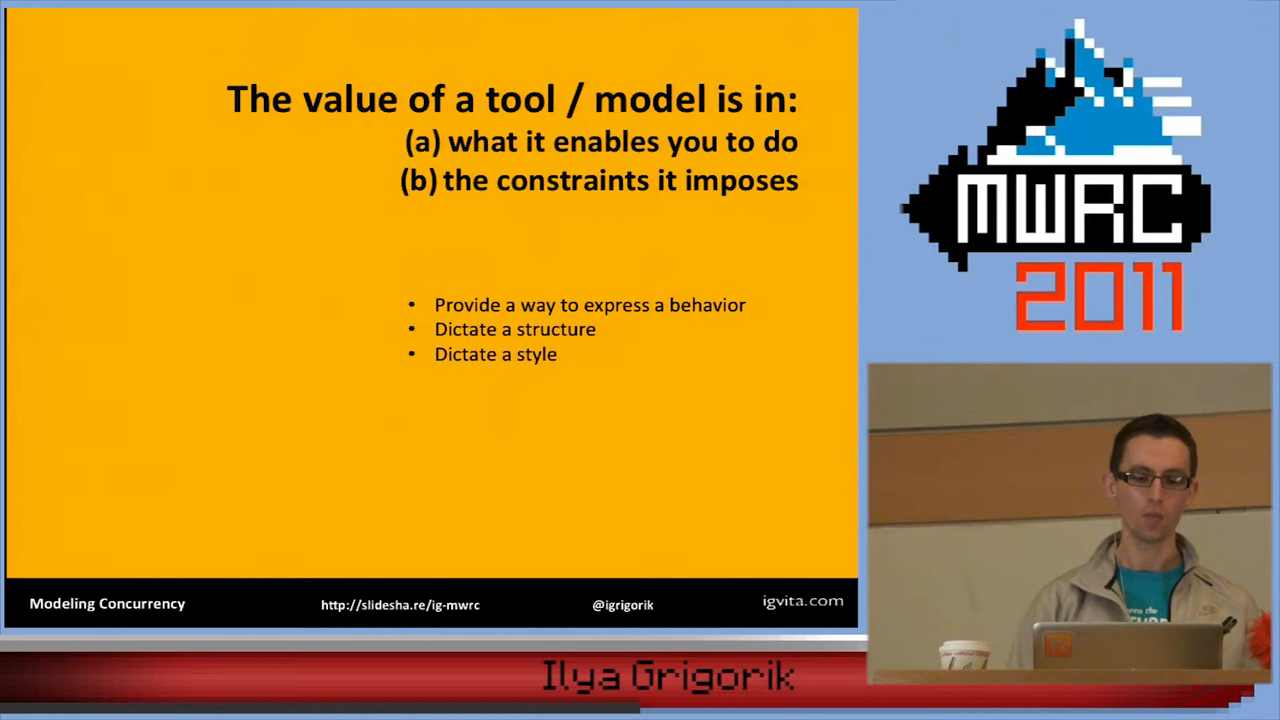 The value of a tool / model is in:
(a) what it enables you to do
(b) the constraints it imposes
• Provide a way to express a behavior
• Dictate a structure
• Dictate a style
Modeling Concurrency
http://slidesha.re/ig-mwrc
@igrigorik
igvita.com
MWRC
2011
Ilya Grigorik